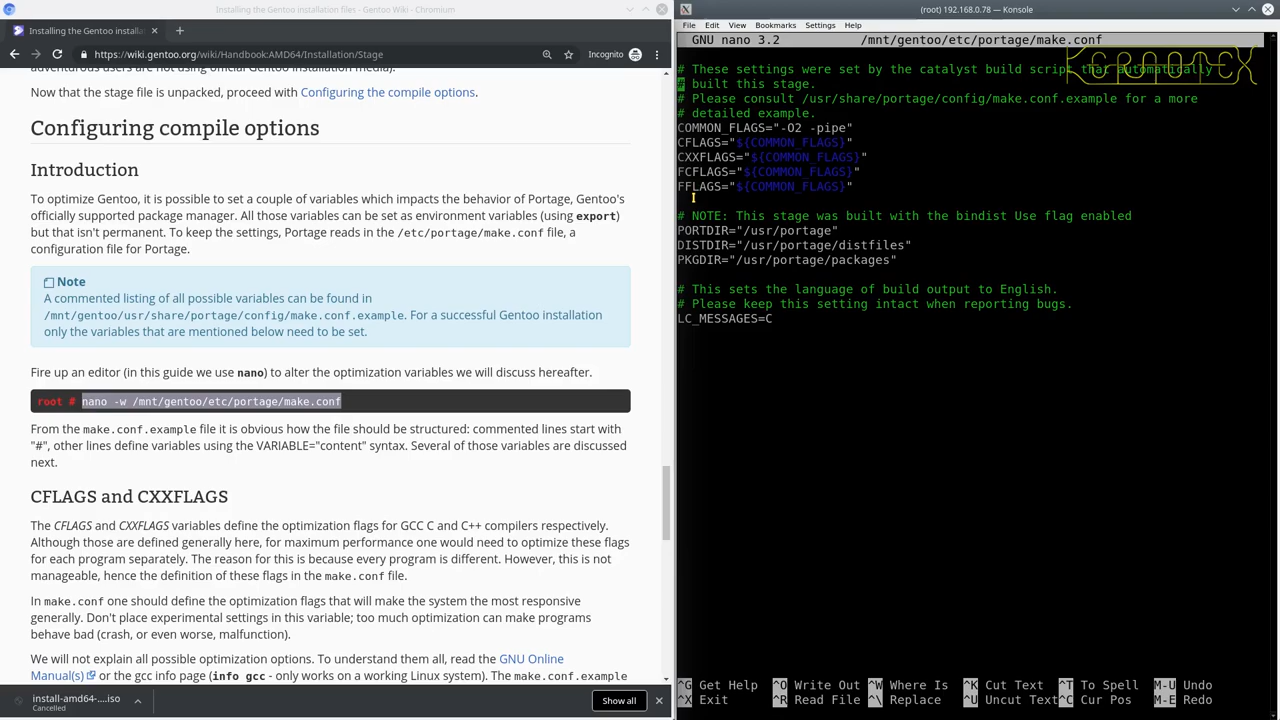 Installing the Gentoo installation files - Gentoo Wiki - Chromium
Installing the Gentoo installat
https://wiki.gentoo.org/wiki/Handbook:AMD64/Installation/Stage
Incognito
Now that the stage file is unpacked, proceed with Configuring the compile options.
Configuring compile options
Introduction
To optimize Gentoo, it is possible to set a couple of variables which impacts the behavior of Portage, Gentoo's
officially supported package manager. All those variables can be set as environment variables (using export)
but that isn't permanent. To keep the settings, Portage reads in the /etc/portage/make.conf file, a
configuration file for Portage.
Note
A commented listing of all possible variables can be found in
/mnt/gentoo/usr/share/portage/config/make.conf.example. For a successful Gentoo installation
only the variables that are mentioned below need to be set.
Fire up an editor (in this guide we use nano) to alter the optimization variables we will discuss hereafter.
root # nano -w /mnt/gentoo/etc/portage/make.conf
From the make.conf.example file it is obvious how the file should be structured: commented lines start with
"#", other lines define variables using the VARIABLE="content" syntax. Several of those variables are discussed
next.
CFLAGS and CXXFLAGS
The CFLAGS and CXXFLAGS variables define the optimization flags for GCC C and C++ compilers respectively.
Although those are defined generally here, for maximum performance one would need to optimize these flags
for each program separately. The reason for this is because every program is different. However, this is not
manageable, hence the definition of these flags in the make.conf file.
In make.conf one should define the optimization flags that will make the system the most responsive
generally. Don't place experimental settings in this variable; too much optimization can make programs
behave bad (crash, or even worse, malfunction).
We will not explain all possible optimization options. To understand them all, read the GNU Online
Manual(s) or the gcc info page (info gcc - only works on a working Linux system). The make.conf.example
install-amd64-....iso
Cancelled
Show all
(root) 192.168.0.78 — Konsole
File Edit View Bookmarks Settings Help
GNU nano 3.2 /mnt/gentoo/etc/portage/make.conf
# These settings were set by the catalyst build script that automatically
# built this stage.
# Please consult /usr/share/portage/config/make.conf.example for a more
# detailed example.
COMMON_FLAGS="-O2 -pipe"
CFLAGS="${COMMON_FLAGS}"
CXXFLAGS="${COMMON_FLAGS}"
FCFLAGS="${COMMON_FLAGS}"
FFLAGS="${COMMON_FLAGS}"
# NOTE: This stage was built with the bindist Use flag enabled
PORTDIR="/usr/portage"
DISTDIR="/usr/portage/distfiles"
PKGDIR="/usr/portage/packages"
# This sets the language of build output to English.
# Please keep this setting intact when reporting bugs.
LC_MESSAGES=C
^G Get Help ^O Write Out ^W Where Is ^K Cut Text ^T To Spell M-U Undo
^X Exit ^R Read File ^\ Replace ^U Uncut Text ^C Cur Pos M-E Redo